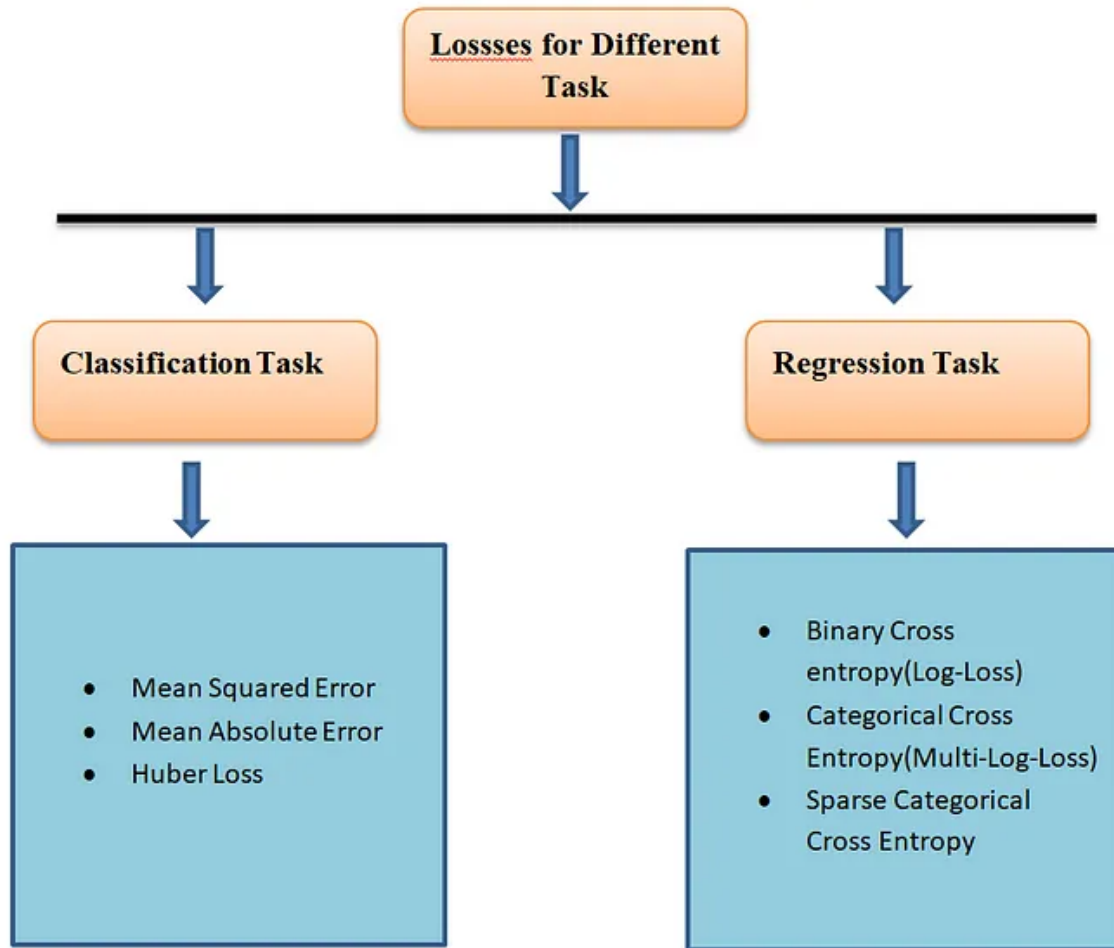 Lossses for Different
Task
Classification Task
Regression Task
• Mean Squared Error
• Mean Absolute Error
• Huber Loss
• Binary Cross
entropy(Log-Loss)
• Categorical Cross
Entropy(Multi-Log-Loss)
• Sparse Categorical
Cross Entropy